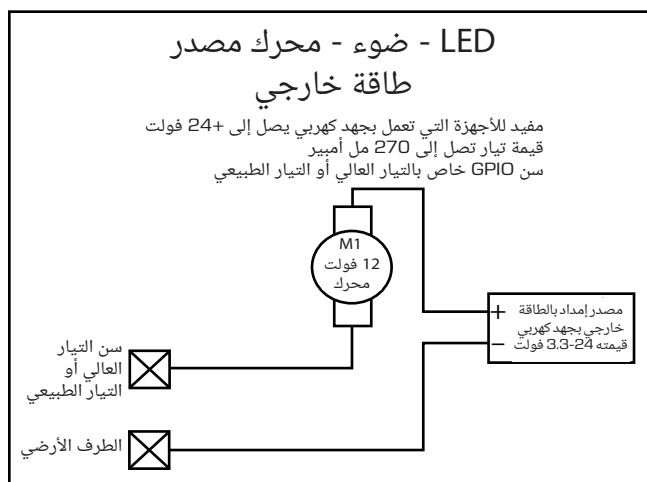 LED - ضوء - محرك مصدر
طاقة خارجي
مفيد للأجهزة التي تعمل بجهد كهربي يصل إلى +24 فولت
قيمة تيار تصل إلى 270 مل أمبير
سن GPIO خاص بالتيار العالي أو التيار الطبيعي
M1
12 فولت
محرك
+ مصدر إمداد بالطاقة
خارجي بجهد كهربي
– قيمته 3.3-24 فولت
سن التيار
العالي أو
التيار الطبيعي
الطرف الأرضي